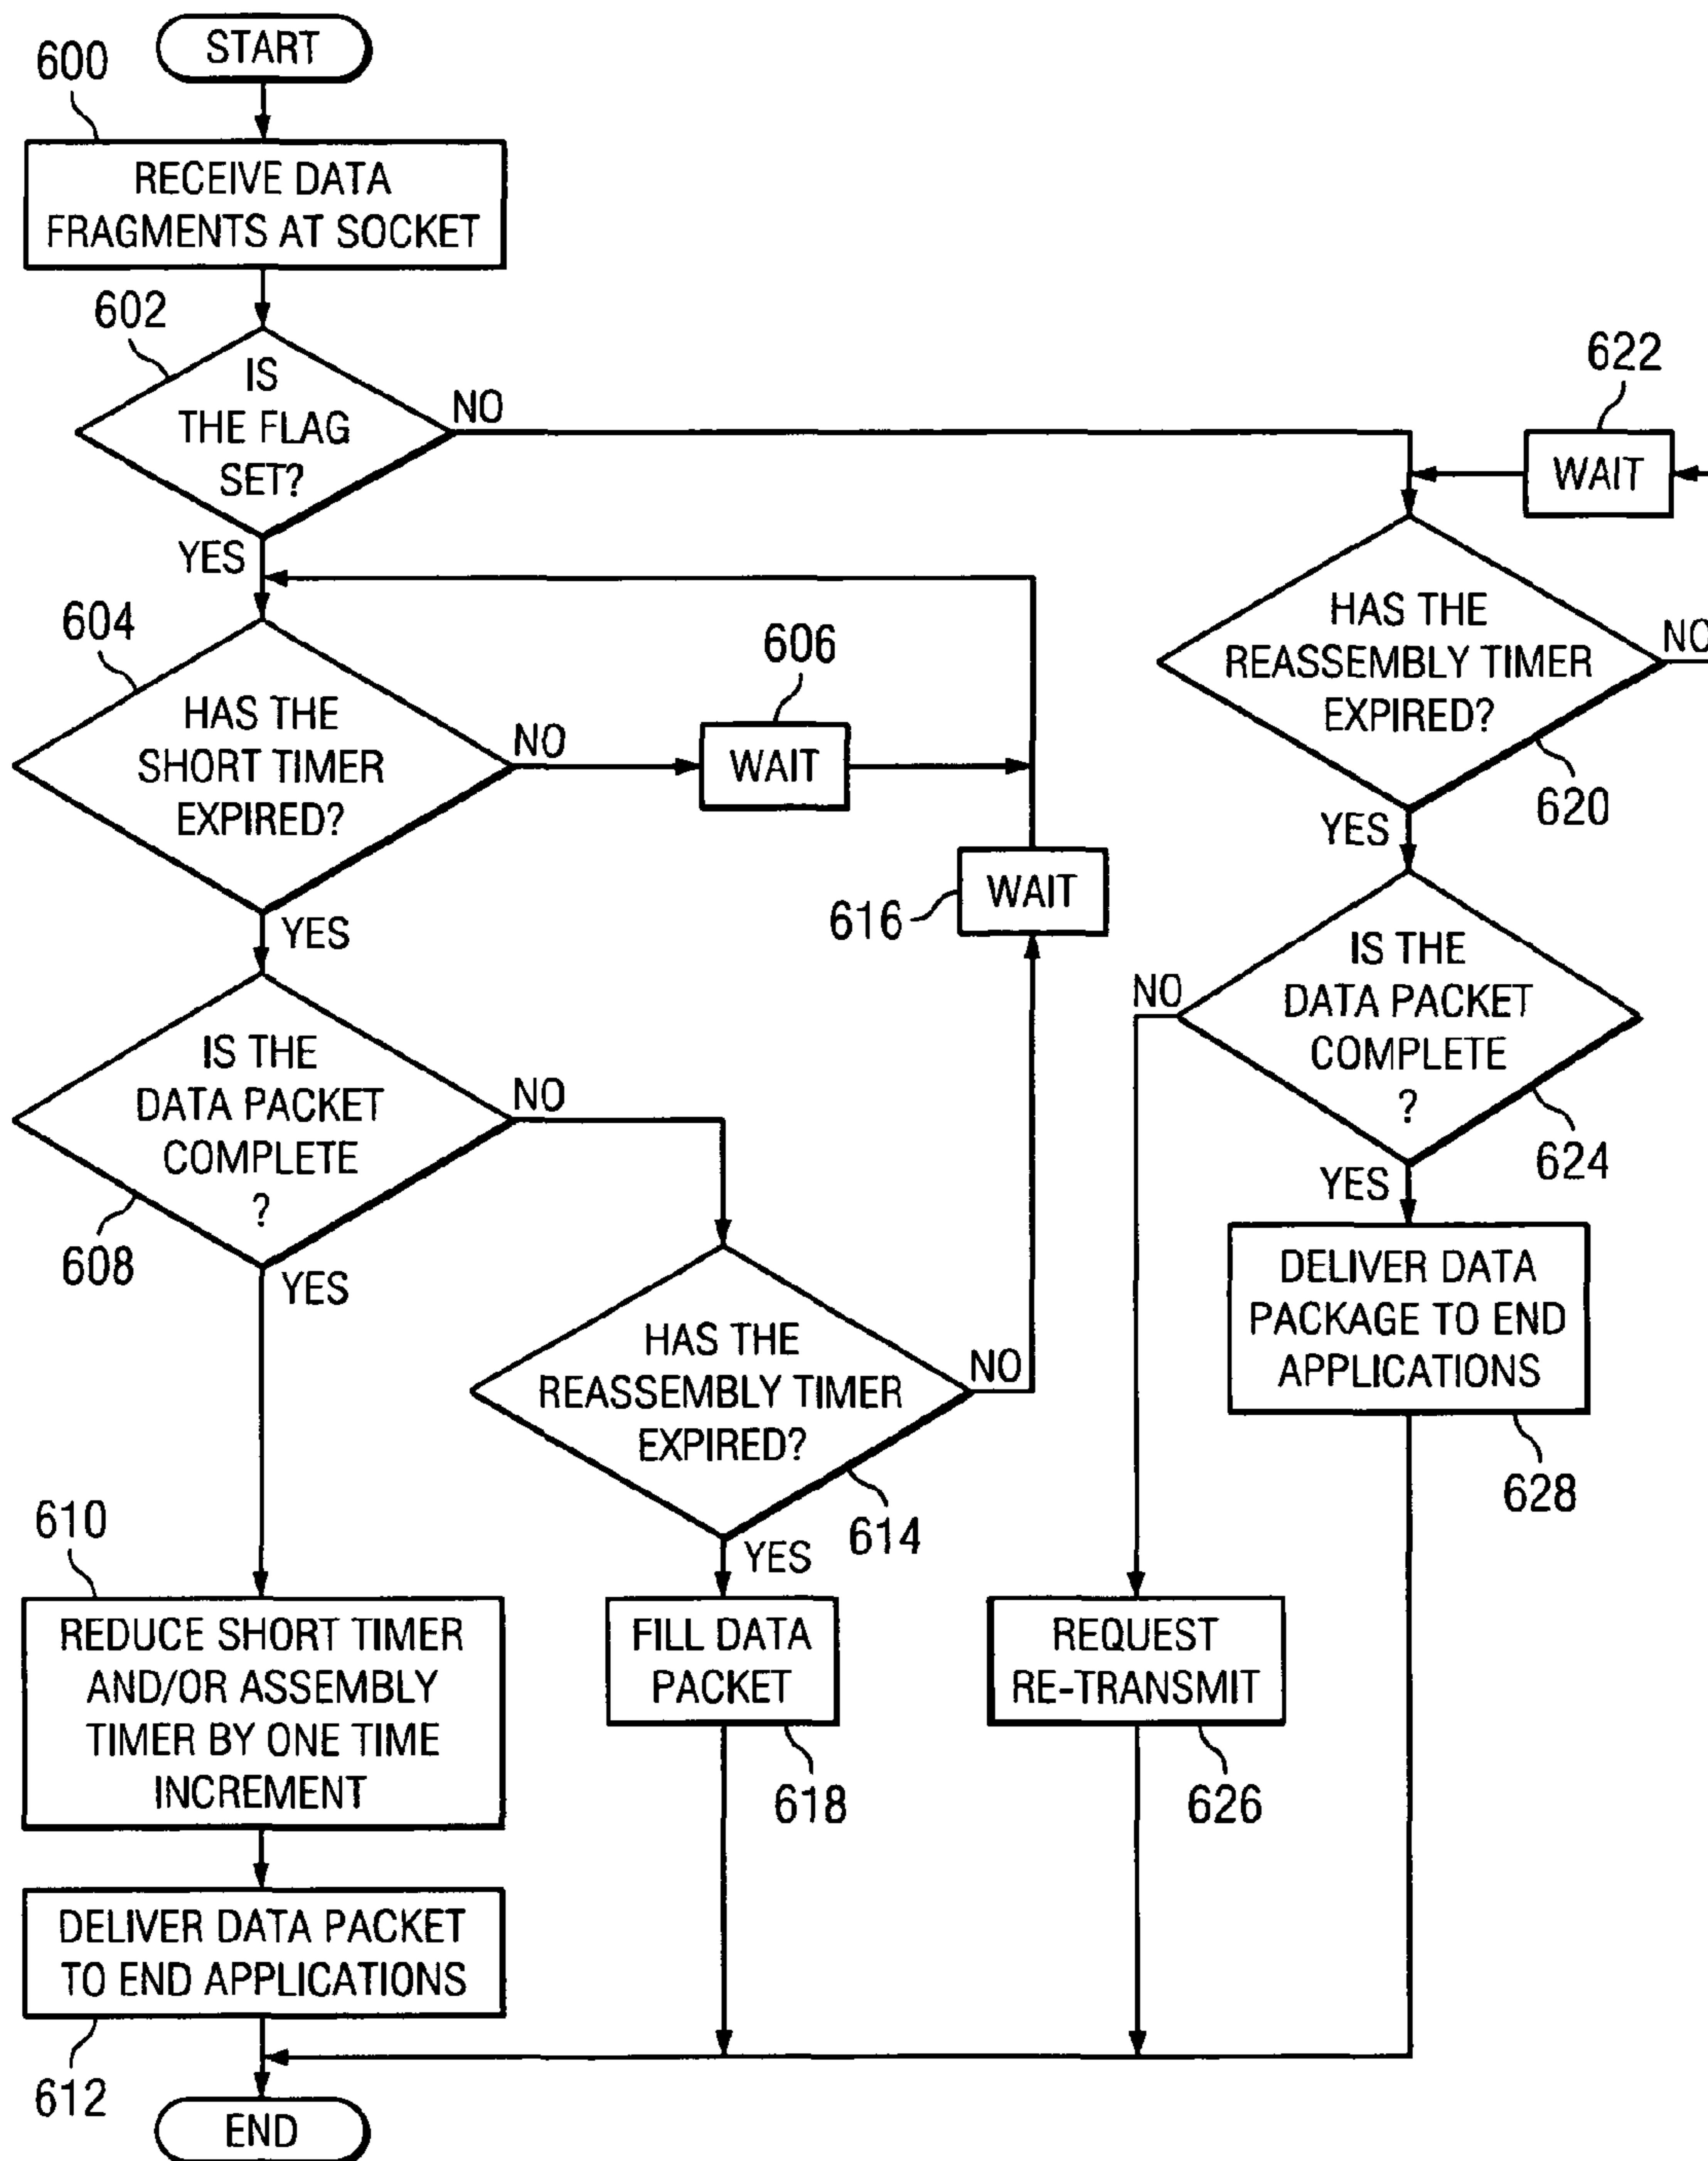 START
600
RECEIVE DATA
FRAGMENTS AT SOCKET
602
IS
THE FLAG
SET?
NO
YES
622
WAIT
604
HAS THE
SHORT TIMER
EXPIRED?
NO
YES
606
WAIT
616
WAIT
HAS THE
REASSEMBLY TIMER
EXPIRED?
NO
620
YES
IS THE
DATA PACKET
COMPLETE
?
608
NO
YES
IS THE
DATA PACKET
COMPLETE
?
NO
624
YES
HAS THE
REASSEMBLY TIMER
EXPIRED?
NO
614
YES
DELIVER DATA
PACKAGE TO END
APPLICATIONS
628
610
REDUCE SHORT TIMER
AND/OR ASSEMBLY
TIMER BY ONE TIME
INCREMENT
FILL DATA
PACKET
618
REQUEST
RE-TRANSMIT
626
DELIVER DATA PACKET
TO END APPLICATIONS
612
END